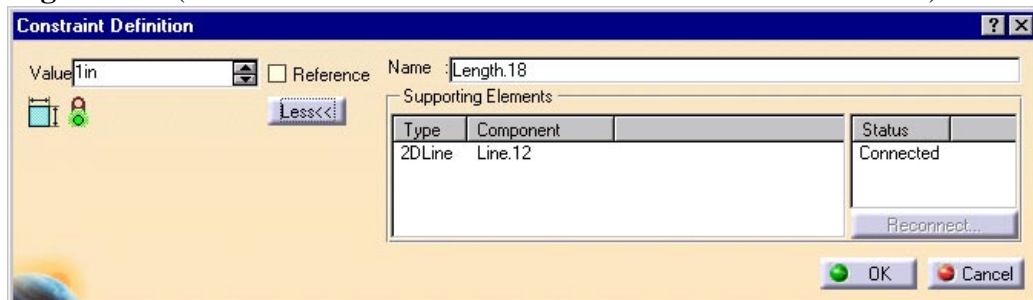 Constraint Definition
Value 1in
Reference
Less<<
Name : Length.18
Supporting Elements
Type Component
2DLine Line.12
Status
Connected
Reconnect...
OK Cancel